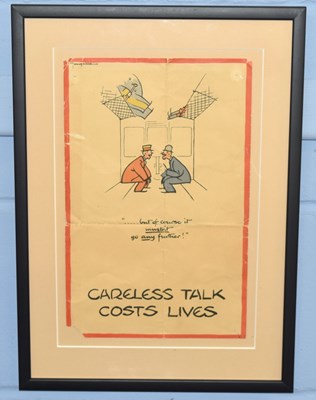 "......but of course it
mustn't
go any further!"
CARELESS TALK
COSTS LIVES